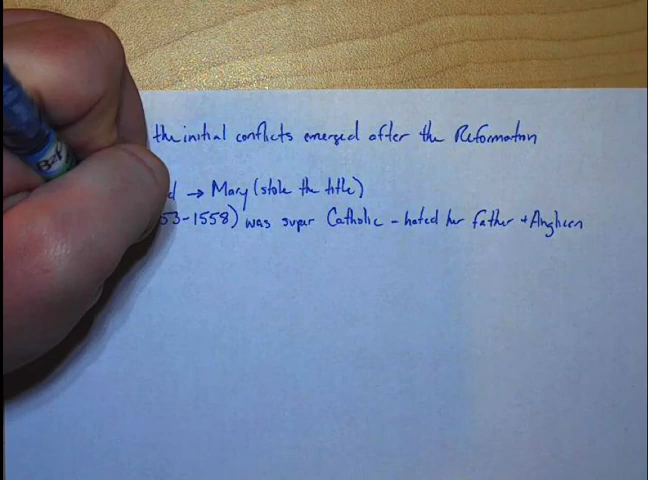 the initial conflicts emerged after the Reformation
d → Mary (stole the title)
53-1558) was super Catholic - hated her father + Anglican
B2P